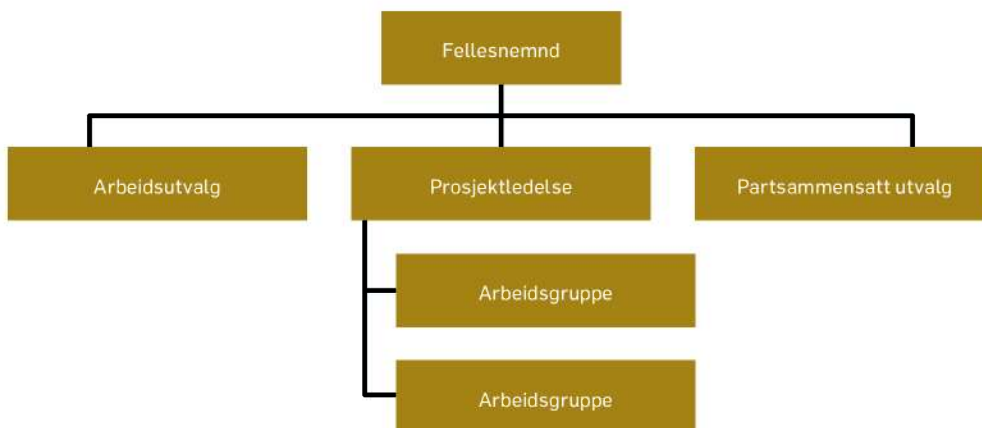 Fellesnemnd
Arbeidsutvalg
Prosjektledelse
Partsammensatt utvalg
Arbeidsgruppe
Arbeidsgruppe